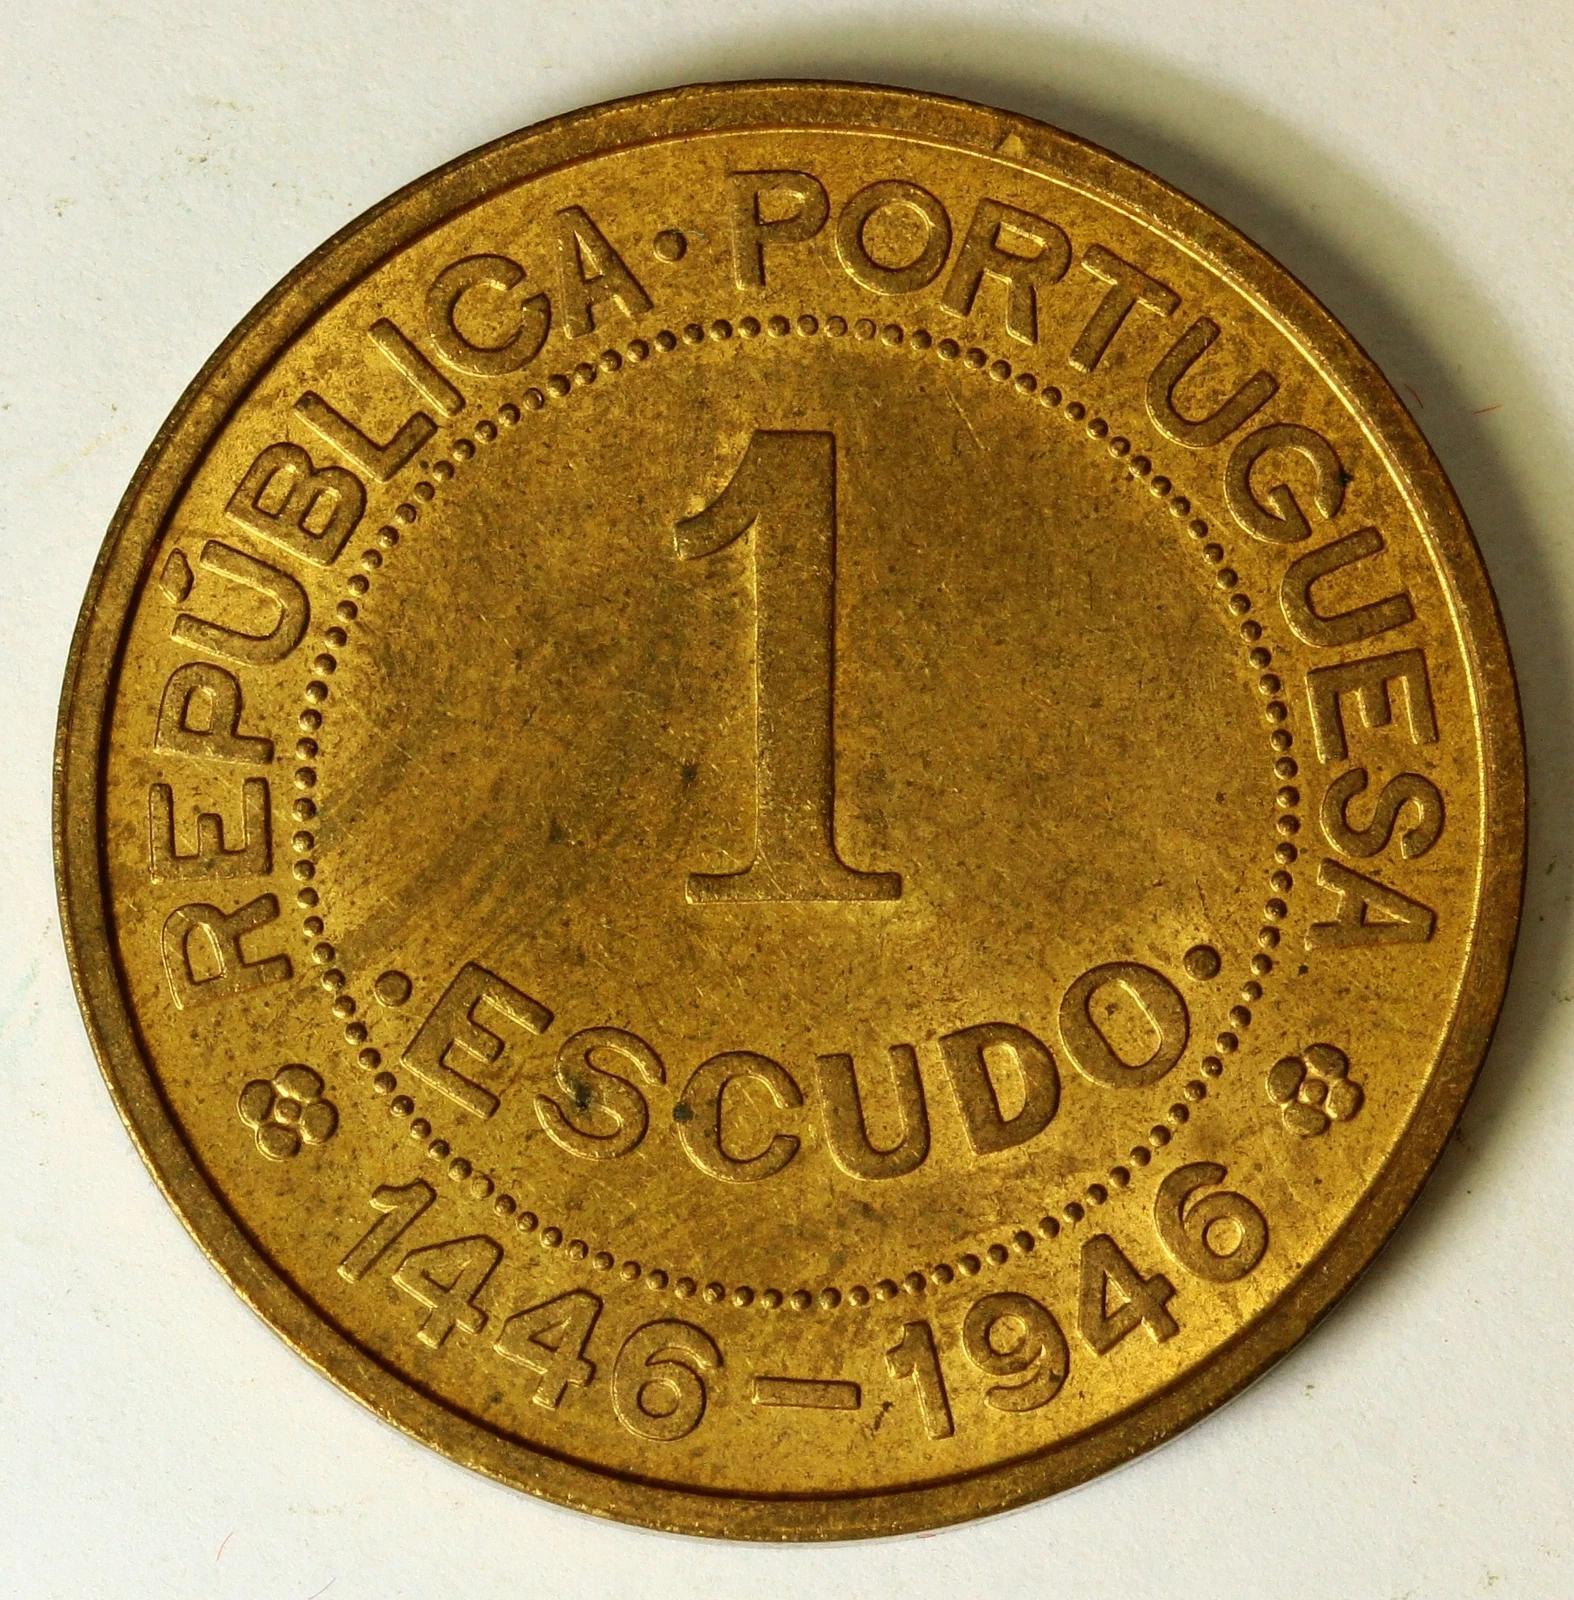 REPÚBLICA · PORTUGUESA
1
· ESCUDO ·
1446 – 1946